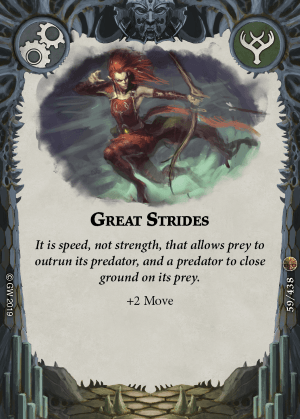 GREAT STRIDES
It is speed, not strength, that allows prey to
outrun its predator, and a predator to close
ground on its prey.
+2 Move
© GW 2019
59/438